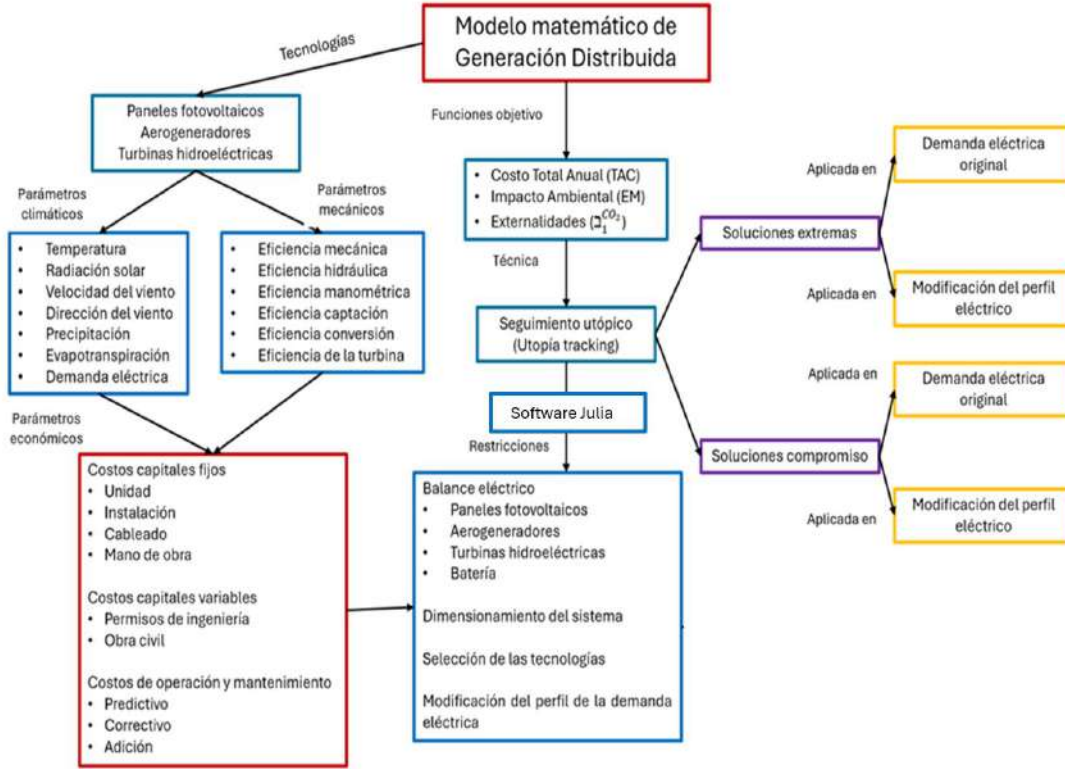 Modelo matemático de
Generación Distribuida
Tecnologías
Paneles fotovoltaicos
Aerogeneradores
Turbinas hidroeléctricas
Parámetros
climáticos
Parámetros
mecánicos
• Temperatura
• Radiación solar
• Velocidad del viento
• Dirección del viento
• Precipitación
• Evapotranspiración
• Demanda eléctrica
• Eficiencia mecánica
• Eficiencia hidráulica
• Eficiencia manométrica
• Eficiencia captación
• Eficiencia conversión
• Eficiencia de la turbina
Parámetros
económicos
Costos capitales fijos
• Unidad
• Instalación
• Cableado
• Mano de obra
Costos capitales variables
• Permisos de ingeniería
• Obra civil
Costos de operación y mantenimiento
• Predictivo
• Correctivo
• Adición
Funciones objetivo
• Costo Total Anual (TAC)
• Impacto Ambiental (EM)
• Externalidades (ℶ₁^CO₂)
Técnica
Seguimiento utópico
(Utopía tracking)
Software Julia
Restricciones
Balance eléctrico
• Paneles fotovoltaicos
• Aerogeneradores
• Turbinas hidroeléctricas
• Batería
Dimensionamiento del sistema
Selección de las tecnologías
Modificación del perfil de la demanda
eléctrica
Soluciones extremas
Aplicada en
Demanda eléctrica
original
Aplicada en
Modificación del perfil
eléctrico
Soluciones compromiso
Aplicada en
Demanda eléctrica
original
Aplicada en
Modificación del perfil
eléctrico